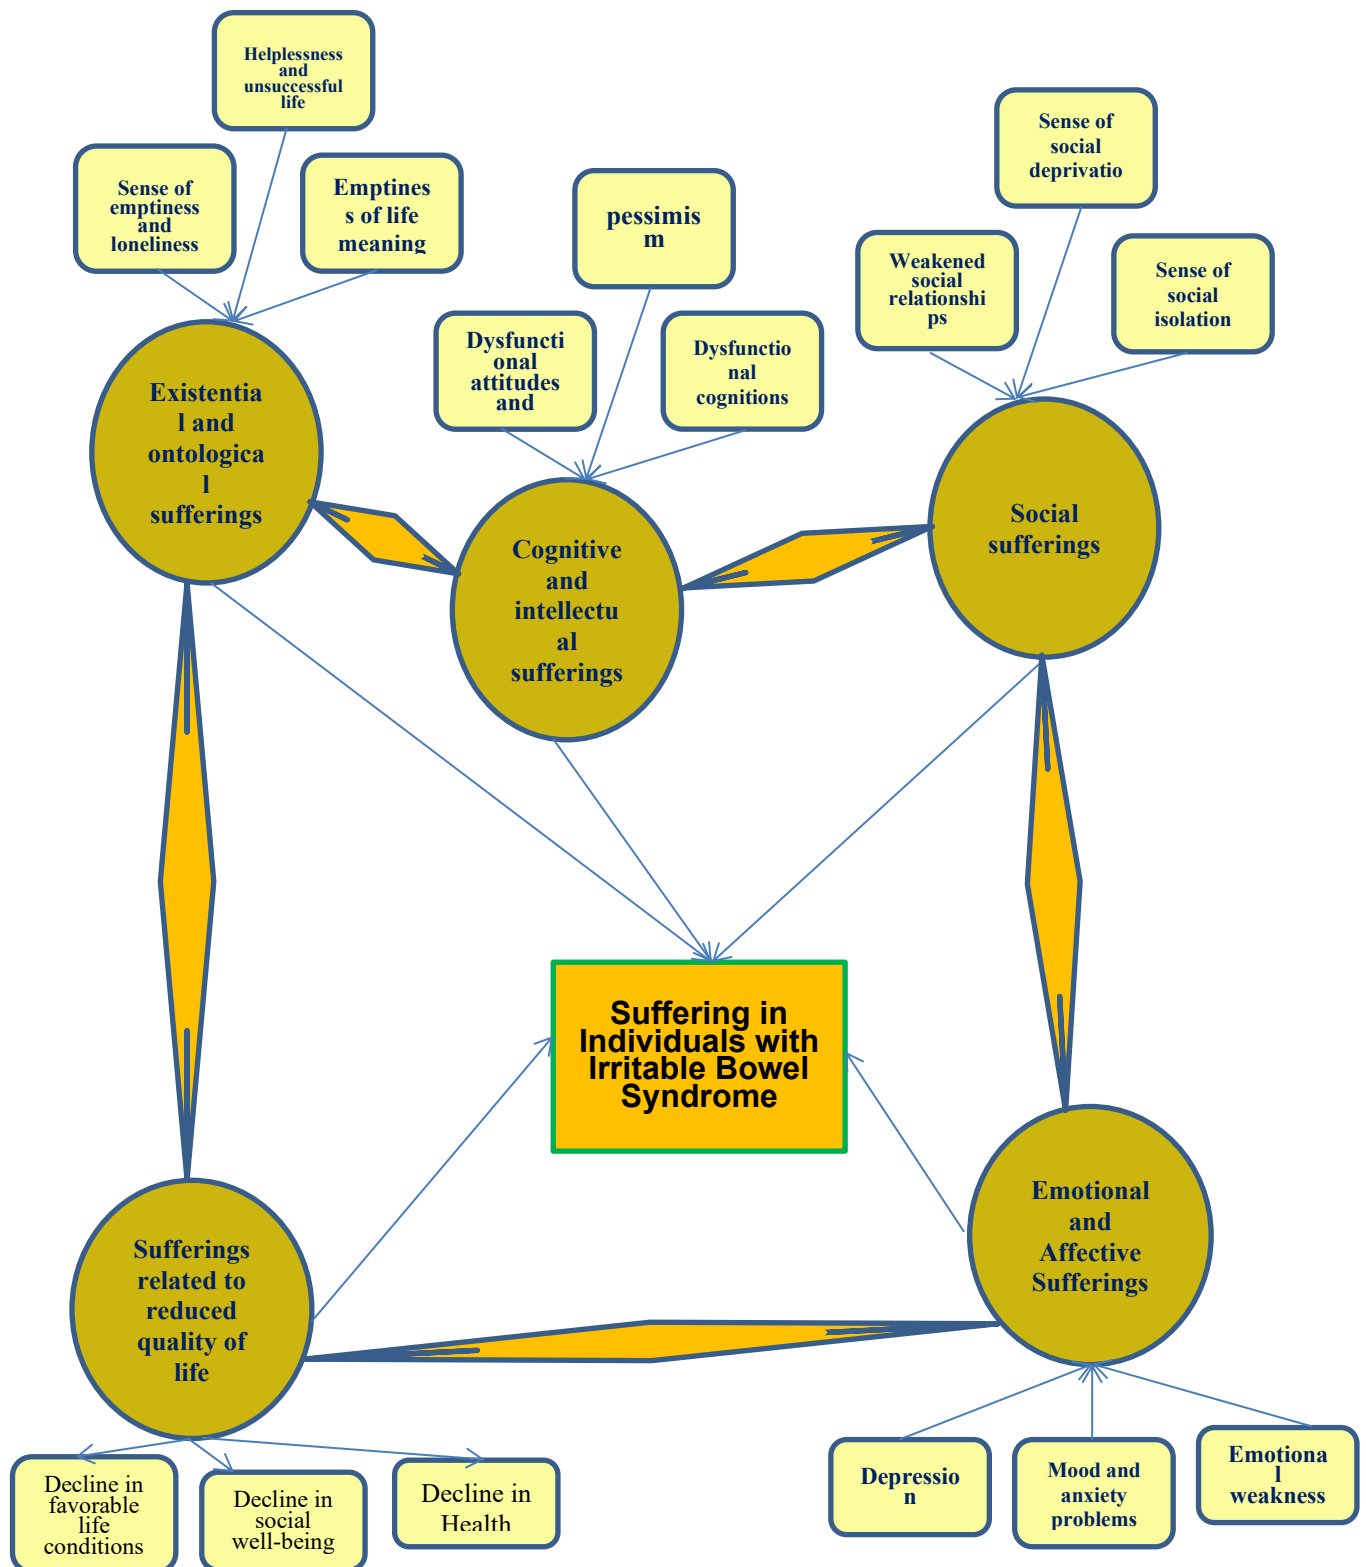 Helplessness
and
unsuccessful
life
Sense of
emptiness
and
loneliness
Emptines
s of life
meaning
pessimis
m
Dysfuncti
onal
attitudes
and
Dysfunctio
nal
cognitions
Sense of
social
deprivatio
Weakened
social
relationshi
ps
Sense of
social
isolation
Existentia
l and
ontologica
l
sufferings
Cognitive
and
intellectu
al
sufferings
Social
sufferings
Suffering in
Individuals with
Irritable Bowel
Syndrome
Sufferings
related to
reduced
quality of
life
Emotional
and
Affective
Sufferings
Decline in
favorable
life
conditions
Decline in
social
well-being
Decline in
Health
Depressio
n
Mood and
anxiety
problems
Emotiona
l
weakness